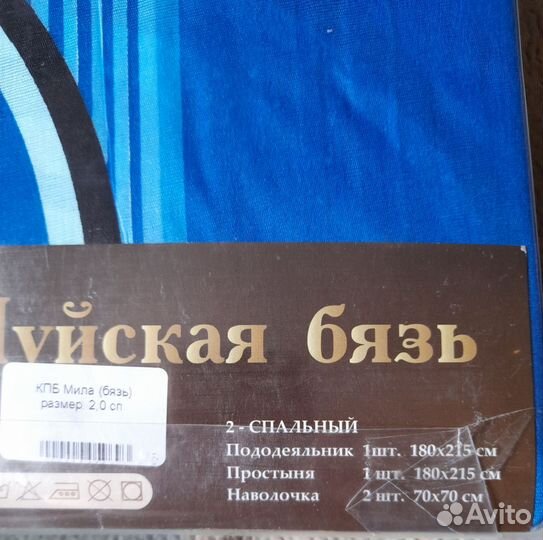 Шуйская бязь
КПБ Мила (бязь)
размер: 2,0 сп
2 - СПАЛЬНЫЙ
Пододеяльник 1шт. 180х215 см
Простыня 1 шт. 180х215 см
Наволочка 2 шт. 70х70 см
Avito